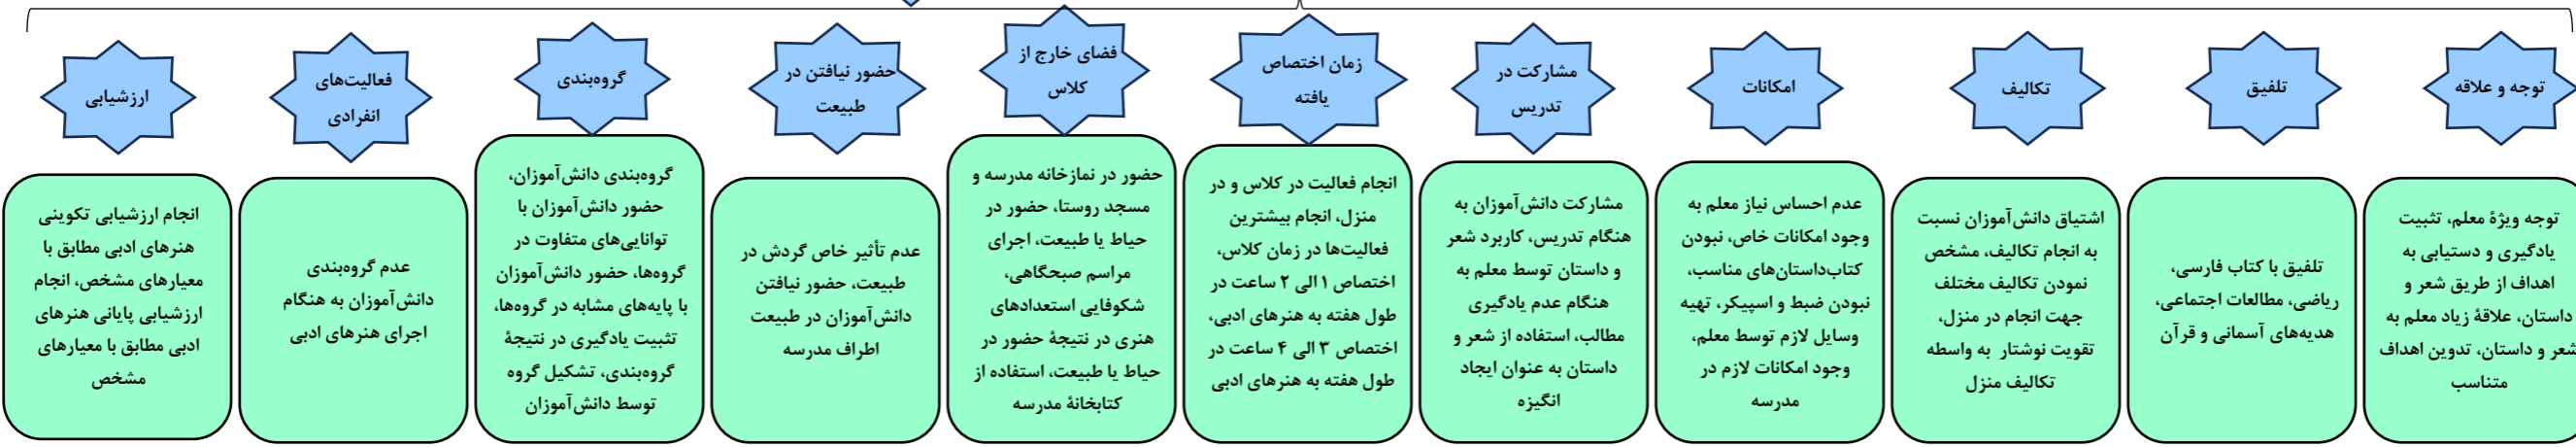 توجه و علاقه
توجه ویژهٔ معلم، تثبیت
یادگیری و دستیابی به
اهداف از طریق شعر و
داستان، علاقهٔ زیاد معلم به
شعر و داستان، تدوین اهداف
متناسب
تلفیق
تلفیق با کتاب فارسی،
ریاضی، مطالعات اجتماعی،
هدیه‌های آسمانی و قرآن
تکالیف
اشتیاق دانش‌آموزان نسبت
به انجام تکالیف، مشخص
نمودن تکالیف مختلف
جهت انجام در منزل،
تقویت نوشتار به واسطه
تکالیف منزل
امکانات
عدم احساس نیاز معلم به
وجود امکانات خاص، نبودن
کتاب‌داستان‌های مناسب،
نبودن ضبط و اسپیکر، تهیه
وسایل لازم توسط معلم،
وجود امکانات لازم در
مدرسه
مشارکت در
تدریس
مشارکت دانش‌آموزان به
هنگام تدریس، کاربرد شعر
و داستان توسط معلم به
هنگام عدم یادگیری
مطالب، استفاده از شعر و
داستان به عنوان ایجاد
انگیزه
زمان اختصاص
یافته
انجام فعالیت در کلاس و در
منزل، انجام بیشترین
فعالیت‌ها در زمان کلاس،
اختصاص ۱ الی ۲ ساعت در
طول هفته به هنرهای ادبی،
اختصاص ۳ الی ۴ ساعت در
طول هفته به هنرهای ادبی
فضای خارج از
کلاس
حضور در نمازخانه مدرسه و
مسجد روستا، حضور در
حیاط یا طبیعت، اجرای
مراسم صبحگاهی،
شکوفایی استعدادهای
هنری در نتیجهٔ حضور در
حیاط یا طبیعت، استفاده از
کتابخانهٔ مدرسه
حضور نیافتن در
طبیعت
عدم تأثیر خاص گردش در
طبیعت، حضور نیافتن
دانش‌آموزان در طبیعت
اطراف مدرسه
گروه‌بندی
گروه‌بندی دانش‌آموزان،
حضور دانش‌آموزان با
توانایی‌های متفاوت در
گروه‌ها، حضور دانش‌آموزان
با پایه‌های مشابه در گروه‌ها،
تثبیت یادگیری در نتیجهٔ
گروه‌بندی، تشکیل گروه
توسط دانش‌آموزان
فعالیت‌های
انفرادی
عدم گروه‌بندی
دانش‌آموزان به هنگام
اجرای هنرهای ادبی
ارزشیابی
انجام ارزشیابی تکوینی
هنرهای ادبی مطابق با
معیارهای مشخص، انجام
ارزشیابی پایانی هنرهای
ادبی مطابق با معیارهای
مشخص